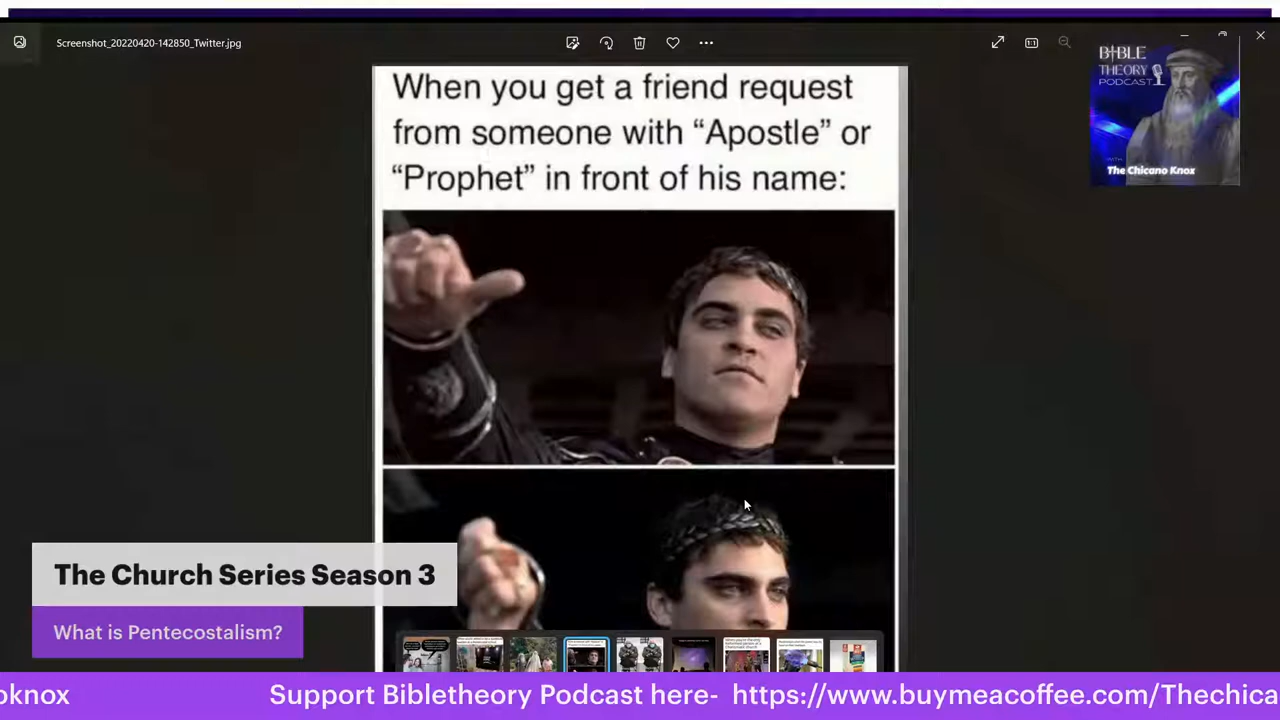 Screenshot_20220420-142850_Twitter.jpg
BIBLE
THEORY
PODCAST
WITH
The Chicano Knox
When you get a friend request
from someone with “Apostle” or
“Prophet” in front of his name:
The Church Series Season 3
What is Pentecostalism?
oknox Support Bibletheory Podcast here- https://www.buymeacoffee.com/Thechica